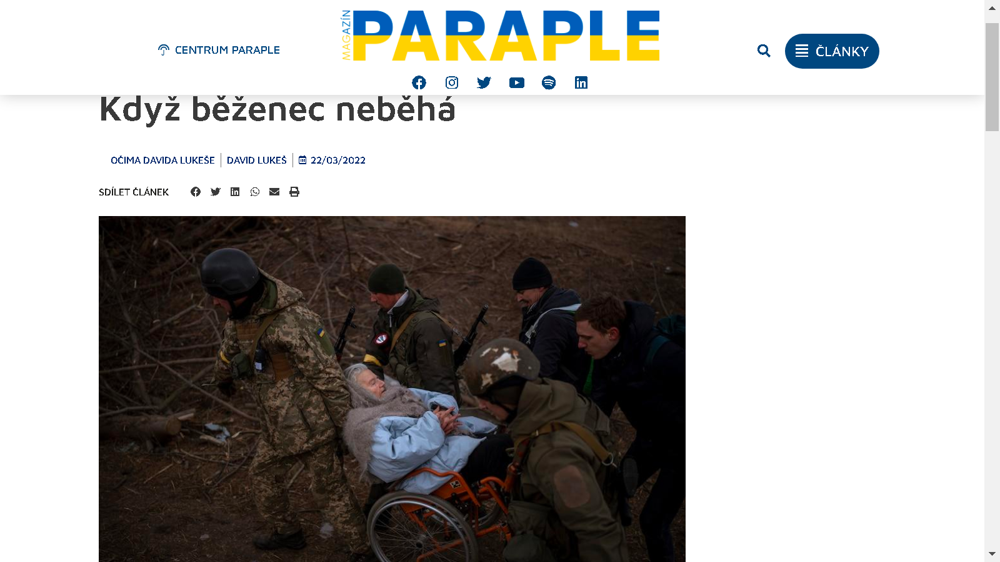 CENTRUM PARAPLE
MAGAZÍN
PARAPLE
ČLÁNKY
Když běženec neběhá
OČIMA DAVIDA LUKEŠE
DAVID LUKEŠ
22/03/2022
SDÍLET ČLÁNEK